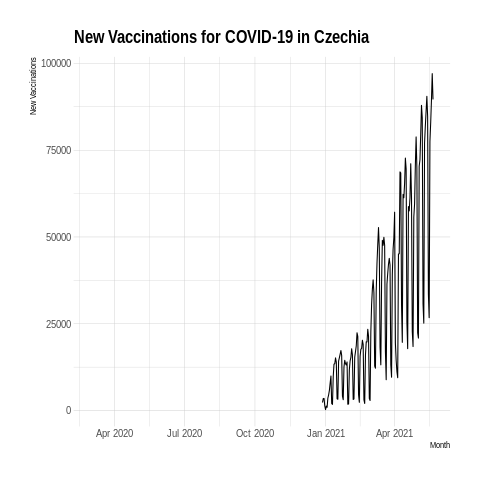 New Vaccinations for COVID-19 in Czechia
New Vaccinations
100000
75000
50000
25000
0
Apr 2020 Jul 2020 Oct 2020 Jan 2021 Apr 2021
Month